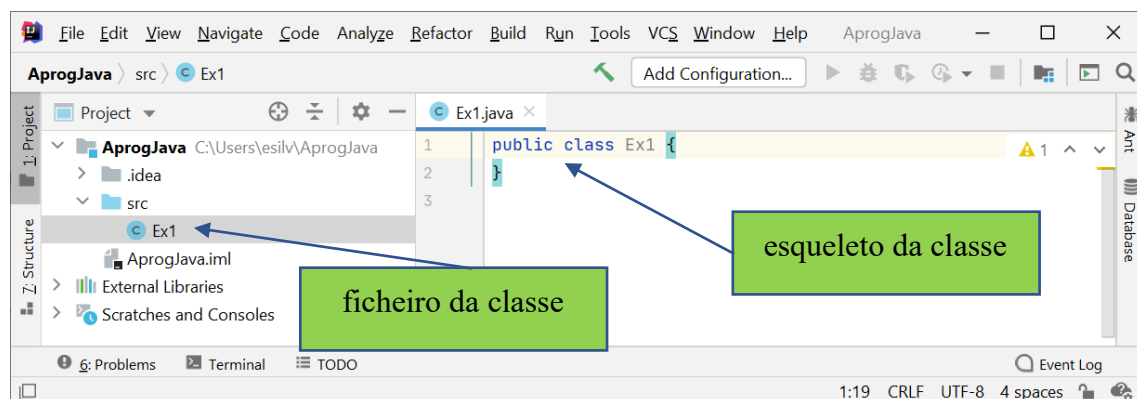 File Edit View Navigate Code Analyze Refactor Build Run Tools VCS Window Help AprogJava
AprogJava src Ex1 Add Configuration...
1: Project
Project
Ex1.java
AprogJava C:\Users\esilv\AprogJava
.idea
src
Ex1
AprogJava.iml
External Libraries
Scratches and Consoles
7: Structure
1 public class Ex1 {
2 }
3
1
ficheiro da classe
esqueleto da classe
Ant
Database
6: Problems Terminal TODO Event Log
1:19 CRLF UTF-8 4 spaces